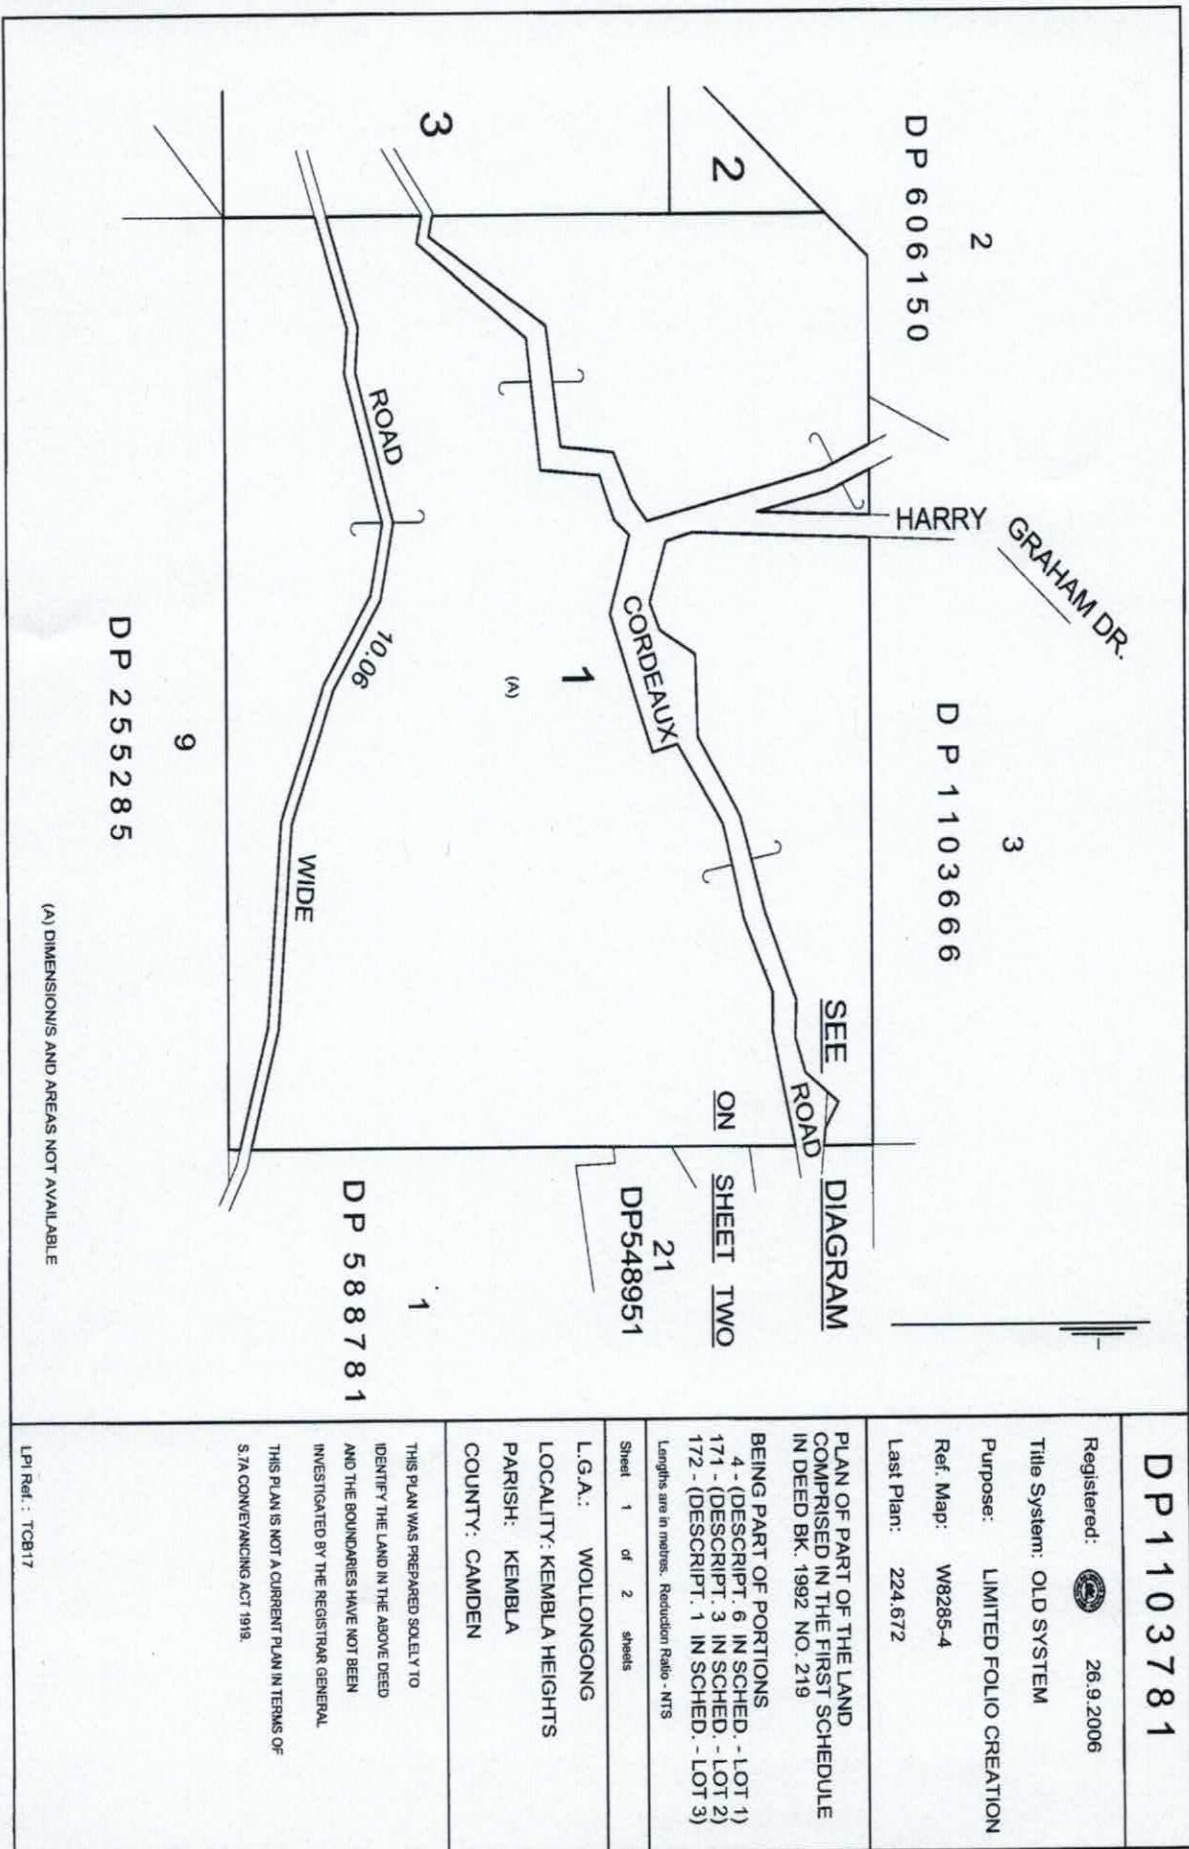 DP1103781
Registered: 26.9.2006
Title System: OLD SYSTEM
Purpose: LIMITED FOLIO CREATION
Ref. Map: W8285-4
Last Plan: 224.672
PLAN OF PART OF THE LAND
COMPRISED IN THE FIRST SCHEDULE
IN DEED BK. 1992 NO. 219
BEING PART OF PORTIONS
4 - (DESCRIPT. 6 IN SCHED. - LOT 1)
171 - (DESCRIPT. 3 IN SCHED. - LOT 2)
172 - (DESCRIPT. 1 IN SCHED. - LOT 3)
Lengths are in metres. Reduction Ratio - NTS
Sheet 1 of 2 sheets
L.G.A.: WOLLONGONG
LOCALITY: KEMBLA HEIGHTS
PARISH: KEMBLA
COUNTY: CAMDEN
THIS PLAN WAS PREPARED SOLELY TO
IDENTIFY THE LAND IN THE ABOVE DEED
AND THE BOUNDARIES HAVE NOT BEEN
INVESTIGATED BY THE REGISTRAR GENERAL
THIS PLAN IS NOT A CURRENT PLAN IN TERMS OF
S.7A CONVEYANCING ACT 1919.
LPI Ref.: TCB17
2
DP 606150
3
DP 1103666
HARRY GRAHAM DR.
2
3
SEE DIAGRAM
ON SHEET TWO
CORDEAUX
ROAD
1
(A)
21
DP548951
ROAD
10.06
WIDE
1
DP 588781
9
DP 255285
(A) DIMENSION/S AND AREAS NOT AVAILABLE